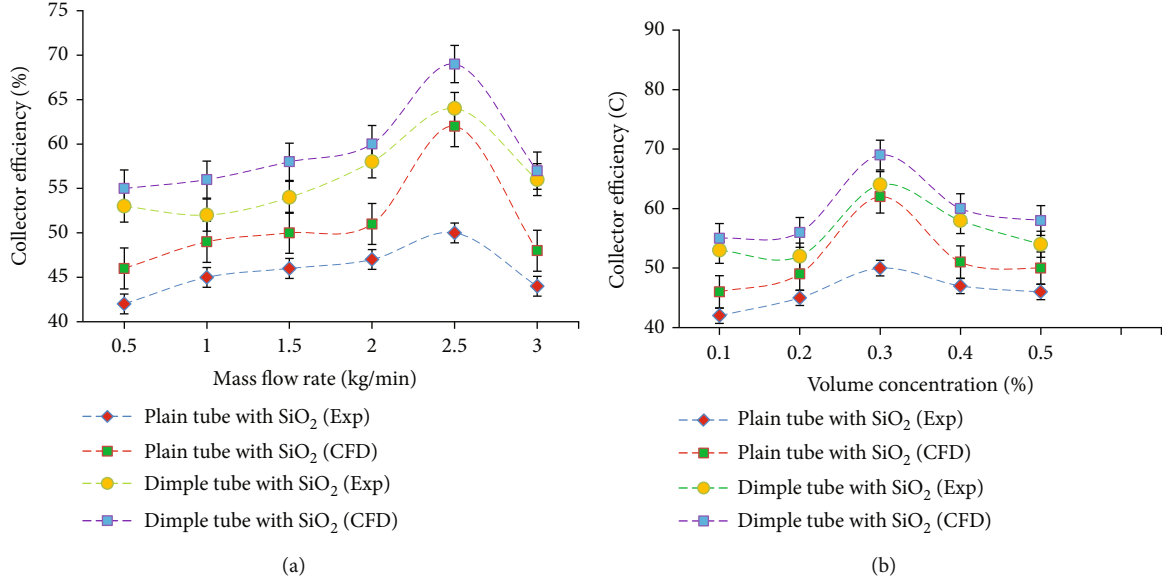 75
70
65
60
55
50
45
40
Collector efficiency (%)
0.5 1 1.5 2 2.5 3
Mass flow rate (kg/min)
Plain tube with SiO₂ (Exp)
Plain tube with SiO₂ (CFD)
Dimple tube with SiO₂ (Exp)
Dimple tube with SiO₂ (CFD)
(a)
90
80
70
60
50
40
Collector efficiency (C)
0.1 0.2 0.3 0.4 0.5
Volume concentration (%)
Plain tube with SiO₂ (Exp)
Plain tube with SiO₂ (CFD)
Dimple tube with SiO₂ (Exp)
Dimple tube with SiO₂ (CFD)
(b)